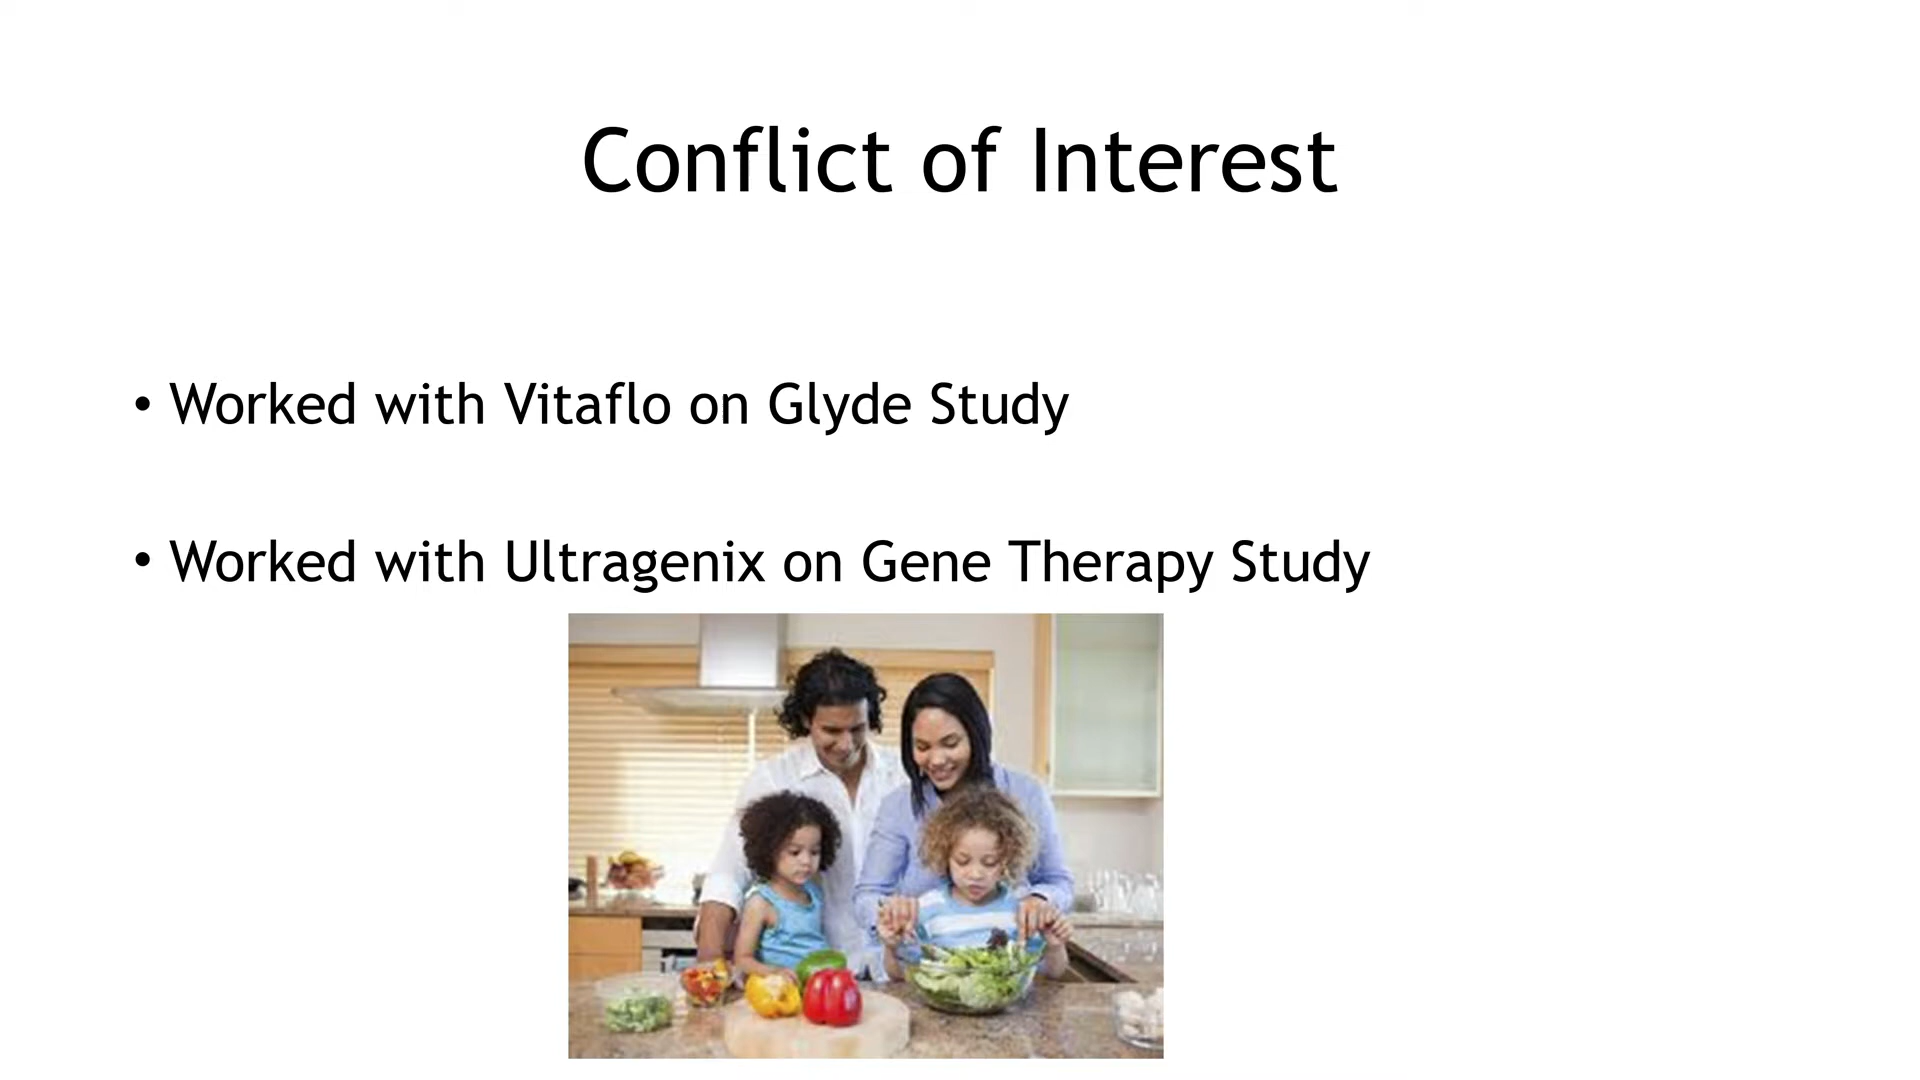 Conflict of Interest
• Worked with Vitaflo on Glyde Study
• Worked with Ultragenix on Gene Therapy Study